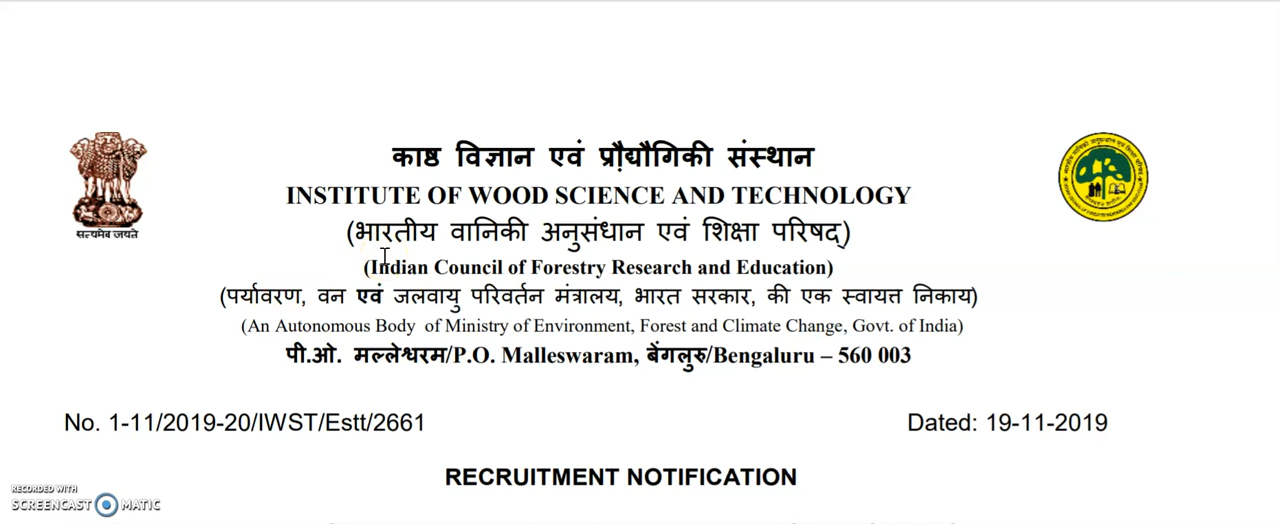 काष्ठ विज्ञान एवं प्रौद्यौगिकी संस्थान
INSTITUTE OF WOOD SCIENCE AND TECHNOLOGY
(भारतीय वानिकी अनुसंधान एवं शिक्षा परिषद्)
(Indian Council of Forestry Research and Education)
(पर्यावरण, वन एवं जलवायु परिवर्तन मंत्रालय, भारत सरकार, की एक स्वायत्त निकाय)
(An Autonomous Body of Ministry of Environment, Forest and Climate Change, Govt. of India)
पी.ओ. मल्लेश्वरम/P.O. Malleswaram, बेंगलुरु/Bengaluru – 560 003
सत्यमेव जयते
No. 1-11/2019-20/IWST/Estt/2661
Dated: 19-11-2019
RECRUITMENT NOTIFICATION
RECORDED WITH
SCREENCAST MATIC